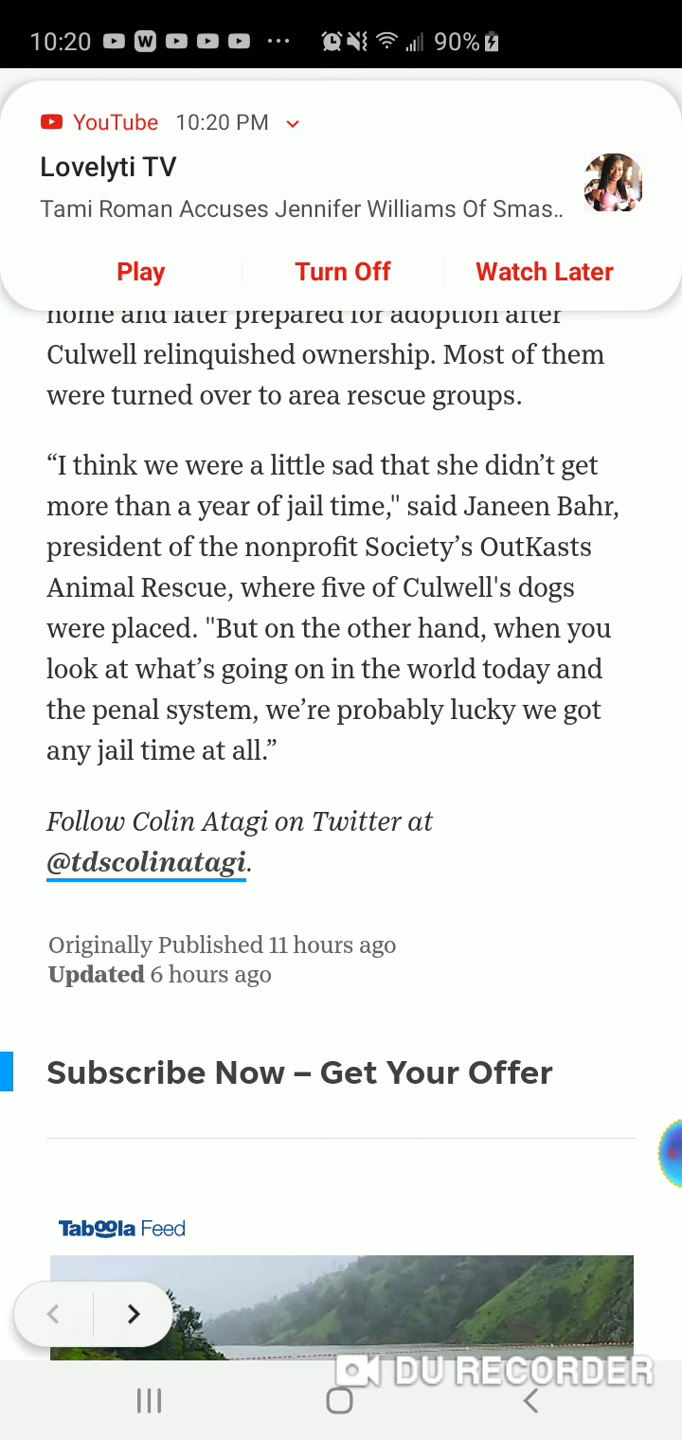 10:20 W ... 90%
YouTube 10:20 PM
Lovelyti TV
Tami Roman Accuses Jennifer Williams Of Smas..
Play Turn Off Watch Later
home and later prepared for adoption after
Culwell relinquished ownership. Most of them
were turned over to area rescue groups.
“I think we were a little sad that she didn’t get
more than a year of jail time," said Janeen Bahr,
president of the nonprofit Society’s OutKasts
Animal Rescue, where five of Culwell's dogs
were placed. "But on the other hand, when you
look at what’s going on in the world today and
the penal system, we’re probably lucky we got
any jail time at all.”
Follow Colin Atagi on Twitter at
@tdscolinatagi.
Originally Published 11 hours ago
Updated 6 hours ago
Subscribe Now – Get Your Offer
Taboola Feed
DU RECORDER